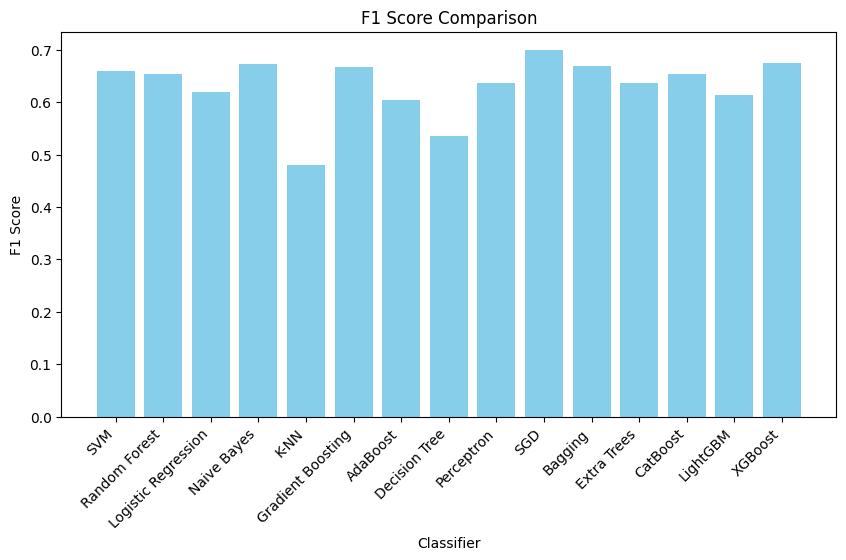 F1 Score Comparison
F1 Score
0.7
0.6
0.5
0.4
0.3
0.2
0.1
0.0
SVM
Random Forest
Logistic Regression
Naive Bayes
K-NN
Gradient Boosting
AdaBoost
Decision Tree
Perceptron
SGD
Bagging
Extra Trees
CatBoost
LightGBM
XGBoost
Classifier